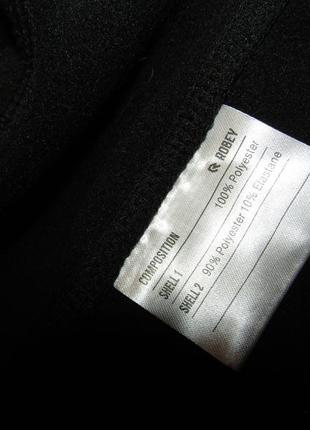 ROBEY
COMPOSITION
SHELL 1 100% Polyester
SHELL 2 90% Polyester 10% Elastane